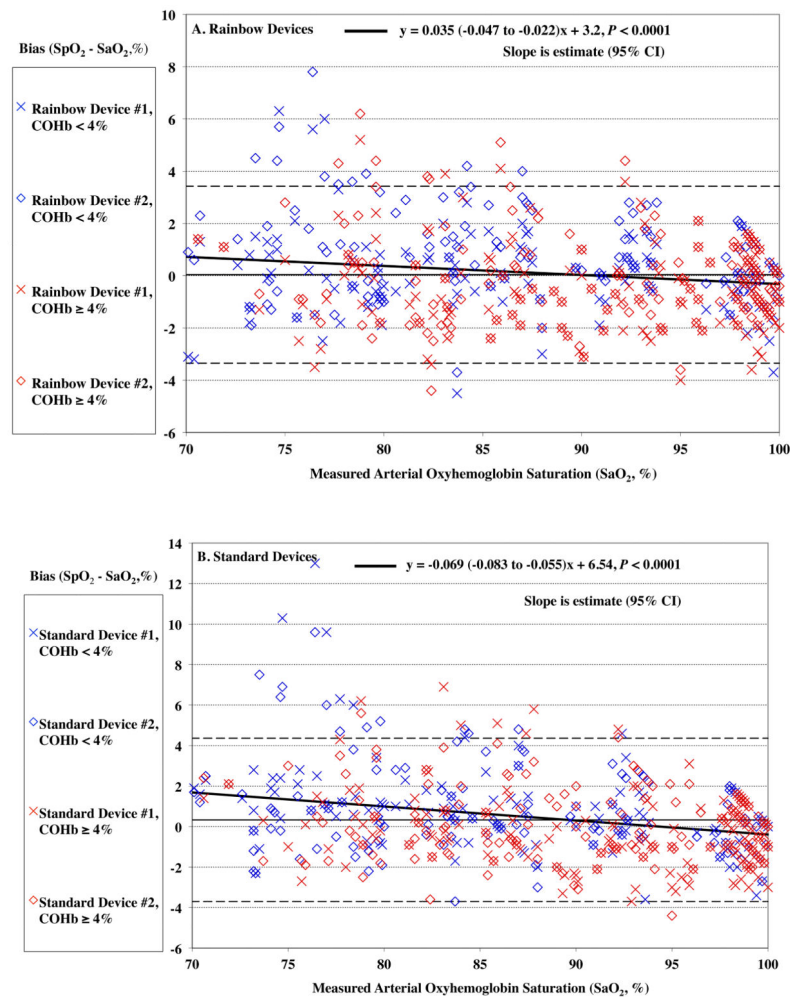 A. Rainbow Devices
y = 0.035 (-0.047 to -0.022)x + 3.2, P < 0.0001
Slope is estimate (95% CI)
Bias (SpO2 - SaO2,%)
Rainbow Device #1,
COHb < 4%
Rainbow Device #2,
COHb < 4%
Rainbow Device #1,
COHb ≥ 4%
Rainbow Device #2,
COHb ≥ 4%
10
8
6
4
2
0
-2
-4
-6
70 75 80 85 90 95 100
Measured Arterial Oxyhemoglobin Saturation (SaO2, %)
B. Standard Devices
y = -0.069 (-0.083 to -0.055)x + 6.54, P < 0.0001
Slope is estimate (95% CI)
Bias (SpO2 - SaO2,%)
Standard Device #1,
COHb < 4%
Standard Device #2,
COHb < 4%
Standard Device #1,
COHb ≥ 4%
Standard Device #2,
COHb ≥ 4%
14
12
10
8
6
4
2
0
-2
-4
-6
70 75 80 85 90 95 100
Measured Arterial Oxyhemoglobin Saturation (SaO2, %)